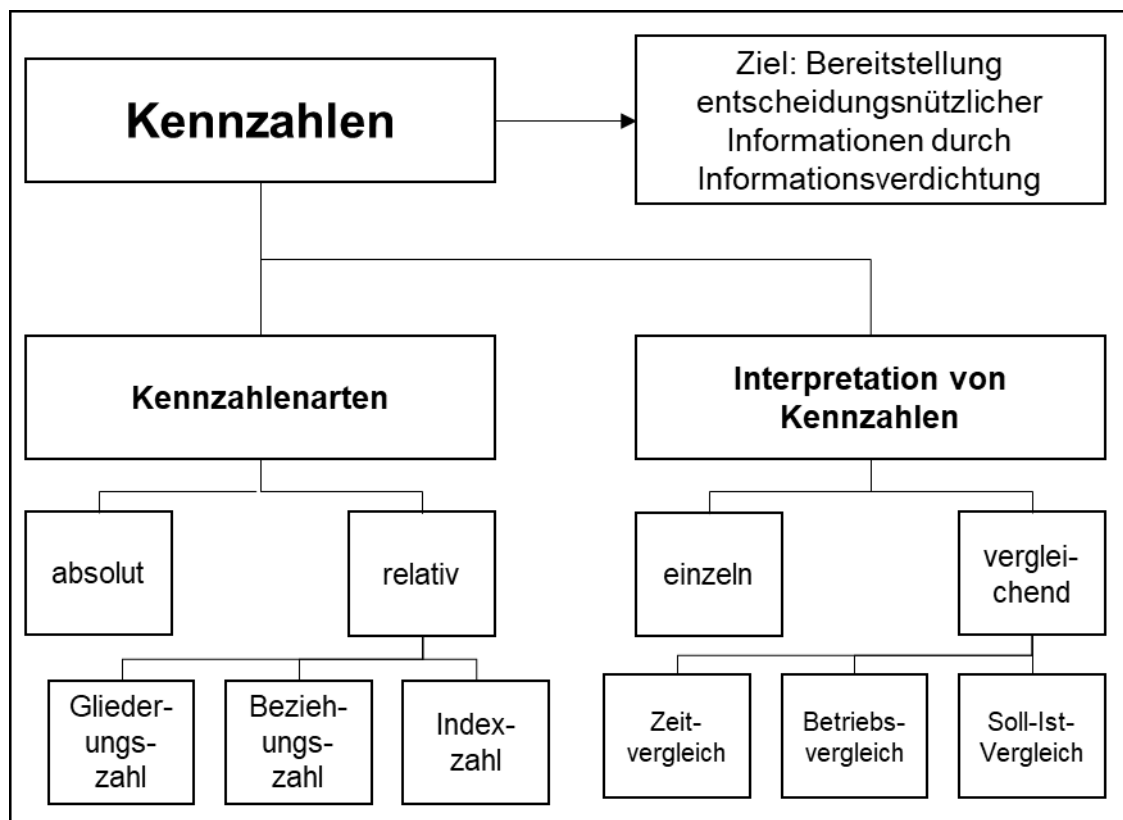 Kennzahlen
Ziel: Bereitstellung
entscheidungsnützlicher
Informationen durch
Informationsverdichtung
Kennzahlenarten
Interpretation von
Kennzahlen
absolut
relativ
einzeln
verglei-
chend
Glieder-
ungs-
zahl
Bezieh-
ungs-
zahl
Index-
zahl
Zeit-
vergleich
Betriebs-
vergleich
Soll-Ist-
Vergleich